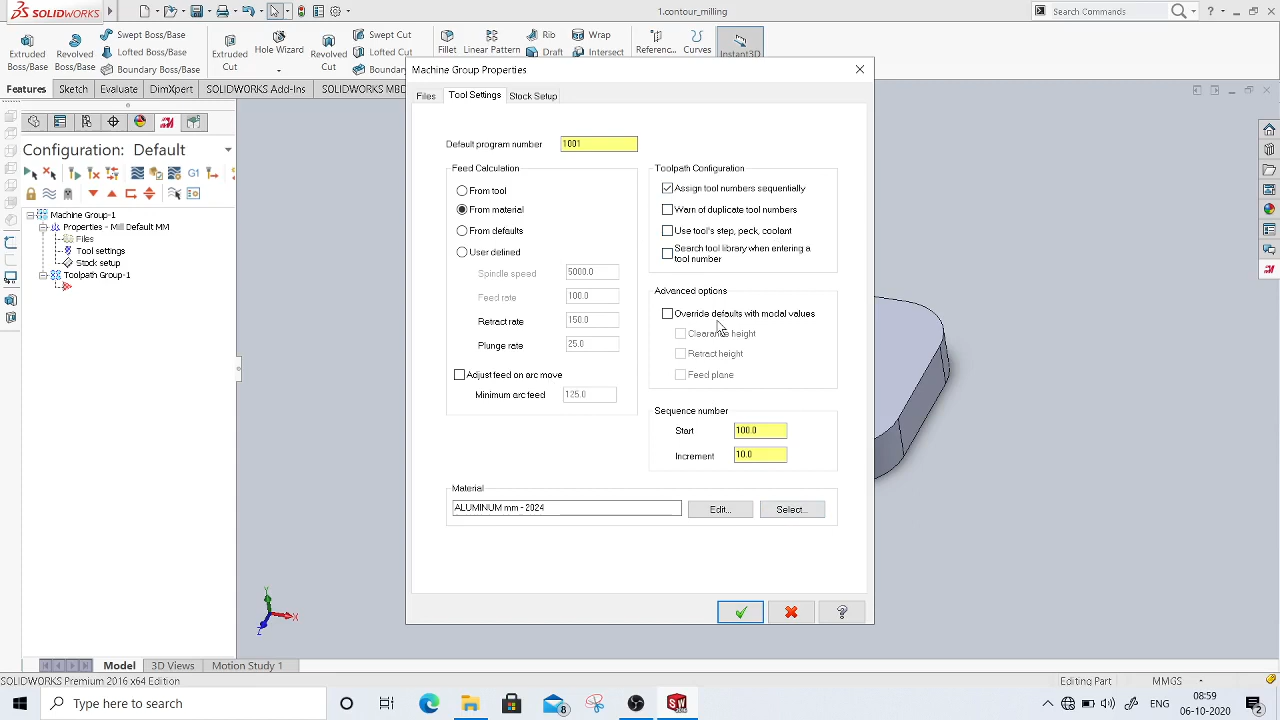 SOLIDWORKS
1.contour_milling
Search Commands
Extruded Boss/Base
Revolved Boss/Base
Swept Boss/Base
Lofted Boss/Base
Boundary Boss/Base
Extruded Cut
Hole Wizard
Revolved Cut
Swept Cut
Lofted Cut
Boundary
Fillet
Linear Pattern
Rib
Draft
Wrap
Intersect
Referen...
Curves
Instant3D
Features
Sketch
Evaluate
DimXpert
SOLIDWORKS Add-Ins
SOLIDWORKS MBD
Configuration: Default
G1
Machine Group-1
Properties - Mill Default MM
Files
Tool settings
Stock setup
Toolpath Group-1
Machine Group Properties
Files
Tool Settings
Stock Setup
Default program number
1001
Feed Calculation
From tool
From material
From defaults
User defined
Spindle speed
5000.0
Feed rate
100.0
Retract rate
150.0
Plunge rate
25.0
Adjust feed on arc move
Minimum arc feed
125.0
Toolpath Configuration
Assign tool numbers sequentially
Warn of duplicate tool numbers
Use tool's step, peck, coolant
Search tool library when entering a
tool number
Advanced options
Override defaults with modal values
Clearance height
Retract height
Feed plane
Sequence number
Start
100.0
Increment
10.0
Material
ALUMINUM mm - 2024
Edit...
Select...
Y
X
Z
Model
3D Views
Motion Study 1
SOLIDWORKS Premium 2016 x64 Edition
Editing Part
MMGS
Type here to search
8
SW
08:59
06-10-2020
2